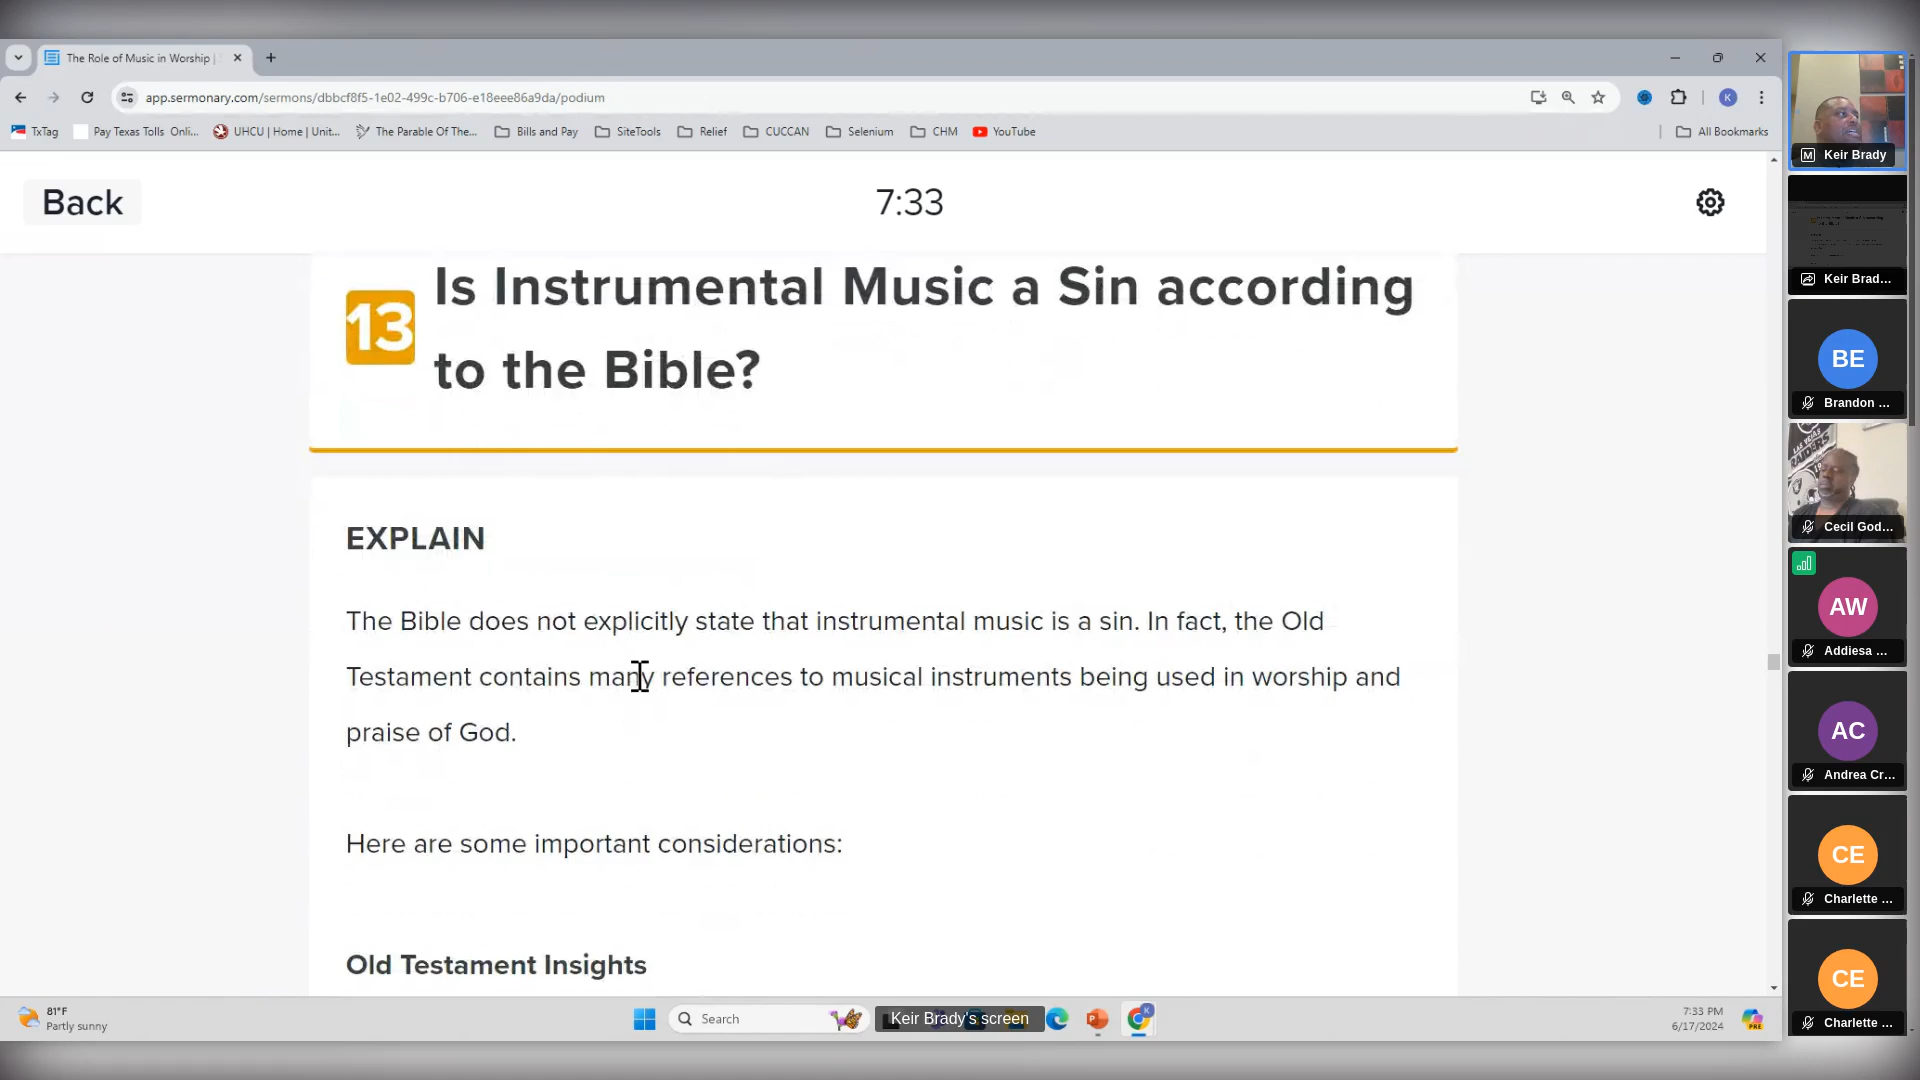 The Role of Music in Worship |
app.sermonary.com/sermons/dbbcf8f5-1e02-499c-b706-e18eee86a9da/podium
TxTag
Pay Texas Tolls Onli...
UHCU | Home | Unit...
The Parable Of The...
Bills and Pay
SiteTools
Relief
CUCCAN
Selenium
CHM
YouTube
All Bookmarks
Back
7:33
13
Is Instrumental Music a Sin according
to the Bible?
EXPLAIN
The Bible does not explicitly state that instrumental music is a sin. In fact, the Old
Testament contains many references to musical instruments being used in worship and
praise of God.
Here are some important considerations:
Old Testament Insights
Keir Brady
Keir Brad...
BE
Brandon ...
Cecil God...
AW
Addiesa ...
AC
Andrea Cr...
CE
Charlette ...
CE
Charlette ...
81°F
Partly sunny
Search
Keir Brady's screen
7:33 PM
6/17/2024